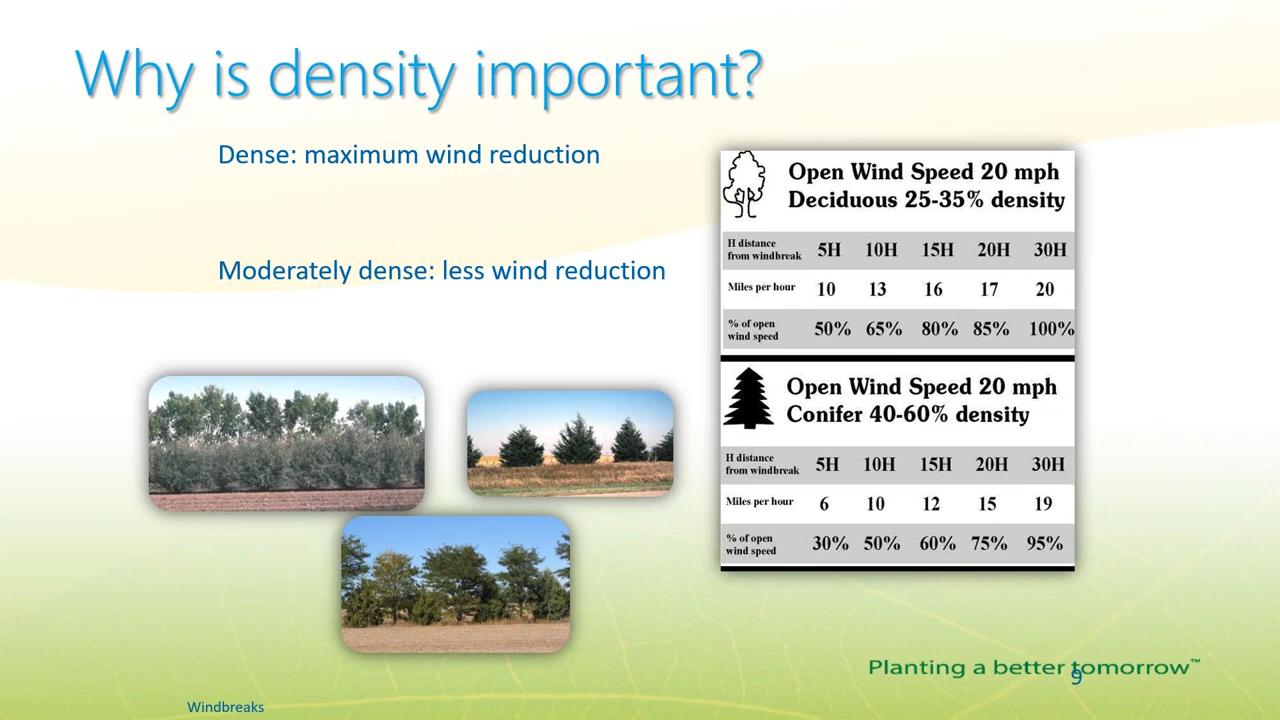 Why is density important?
Dense: maximum wind reduction
Moderately dense: less wind reduction
Open Wind Speed 20 mph
Deciduous 25-35% density
H distance
from windbreak 5H 10H 15H 20H 30H
Miles per hour 10 13 16 17 20
% of open
wind speed 50% 65% 80% 85% 100%
Open Wind Speed 20 mph
Conifer 40-60% density
H distance
from windbreak 5H 10H 15H 20H 30H
Miles per hour 6 10 12 15 19
% of open
wind speed 30% 50% 60% 75% 95%
Planting a better tomorrow™
9
Windbreaks